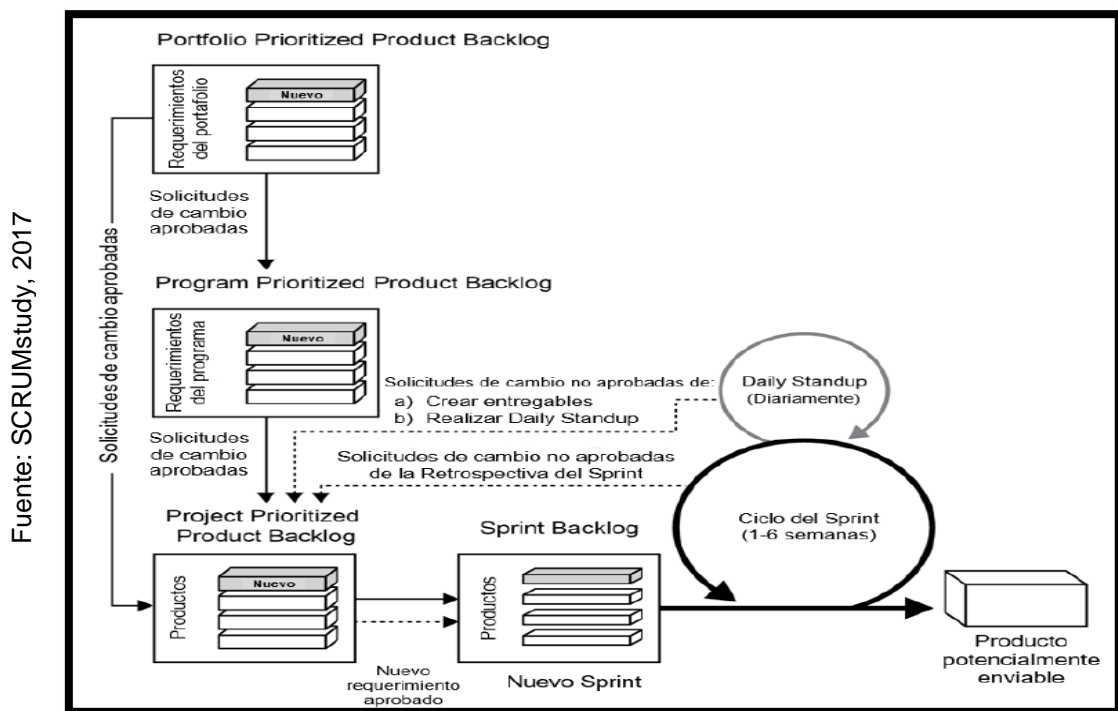 Fuente: SCRUMstudy, 2017
Portfolio Prioritized Product Backlog
Requerimientos
del portafolio
Nuevo
Solicitudes
de cambio
aprobadas
Solicitudes de cambio aprobadas
Program Prioritized Product Backlog
Requerimientos
del programa
Nuevo
Solicitudes de cambio no aprobadas de:
a) Crear entregables
b) Realizar Daily Standup
Daily Standup
(Diariamente)
Solicitudes
de cambio
aprobadas
Solicitudes de cambio no aprobadas
de la Retrospectiva del Sprint
Project Prioritized
Product Backlog
Sprint Backlog
Ciclo del Sprint
(1-6 semanas)
Productos
Nuevo
Productos
Nuevo
requerimiento
aprobado
Nuevo Sprint
Producto
potencialmente
enviable